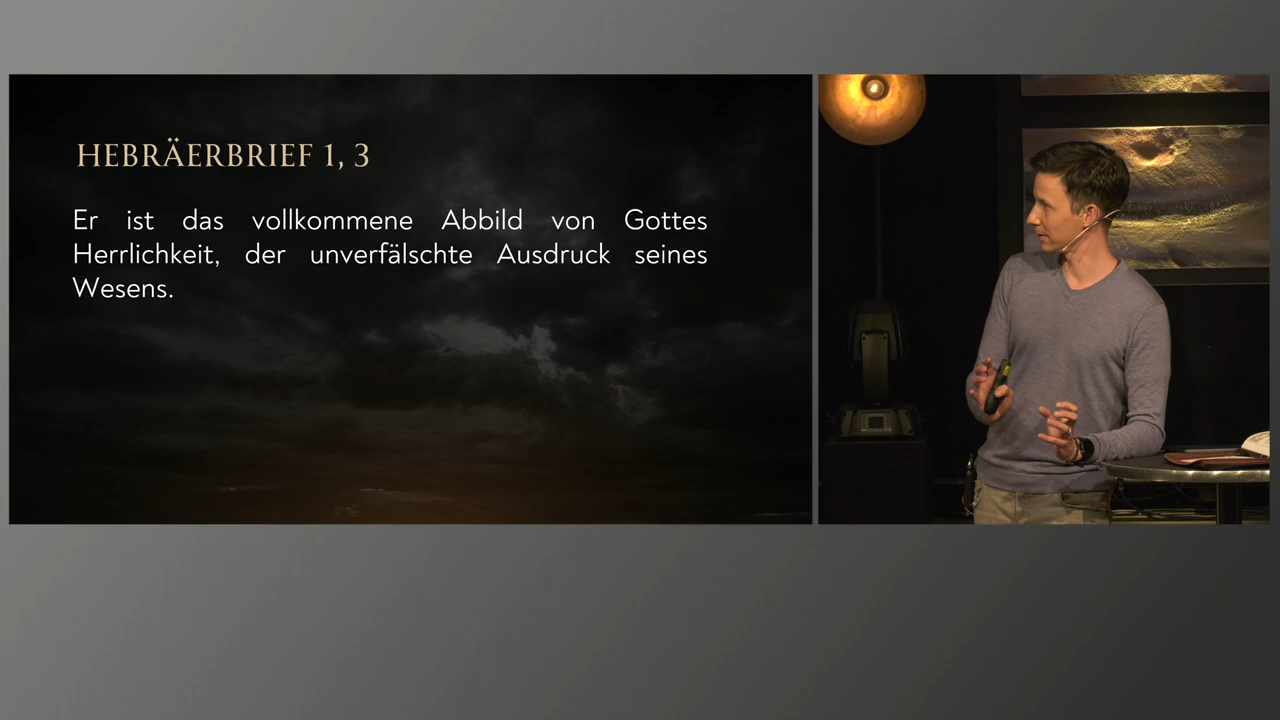 HEBRÄERBRIEF 1, 3
Er ist das vollkommene Abbild von Gottes
Herrlichkeit, der unverfälschte Ausdruck seines
Wesens.